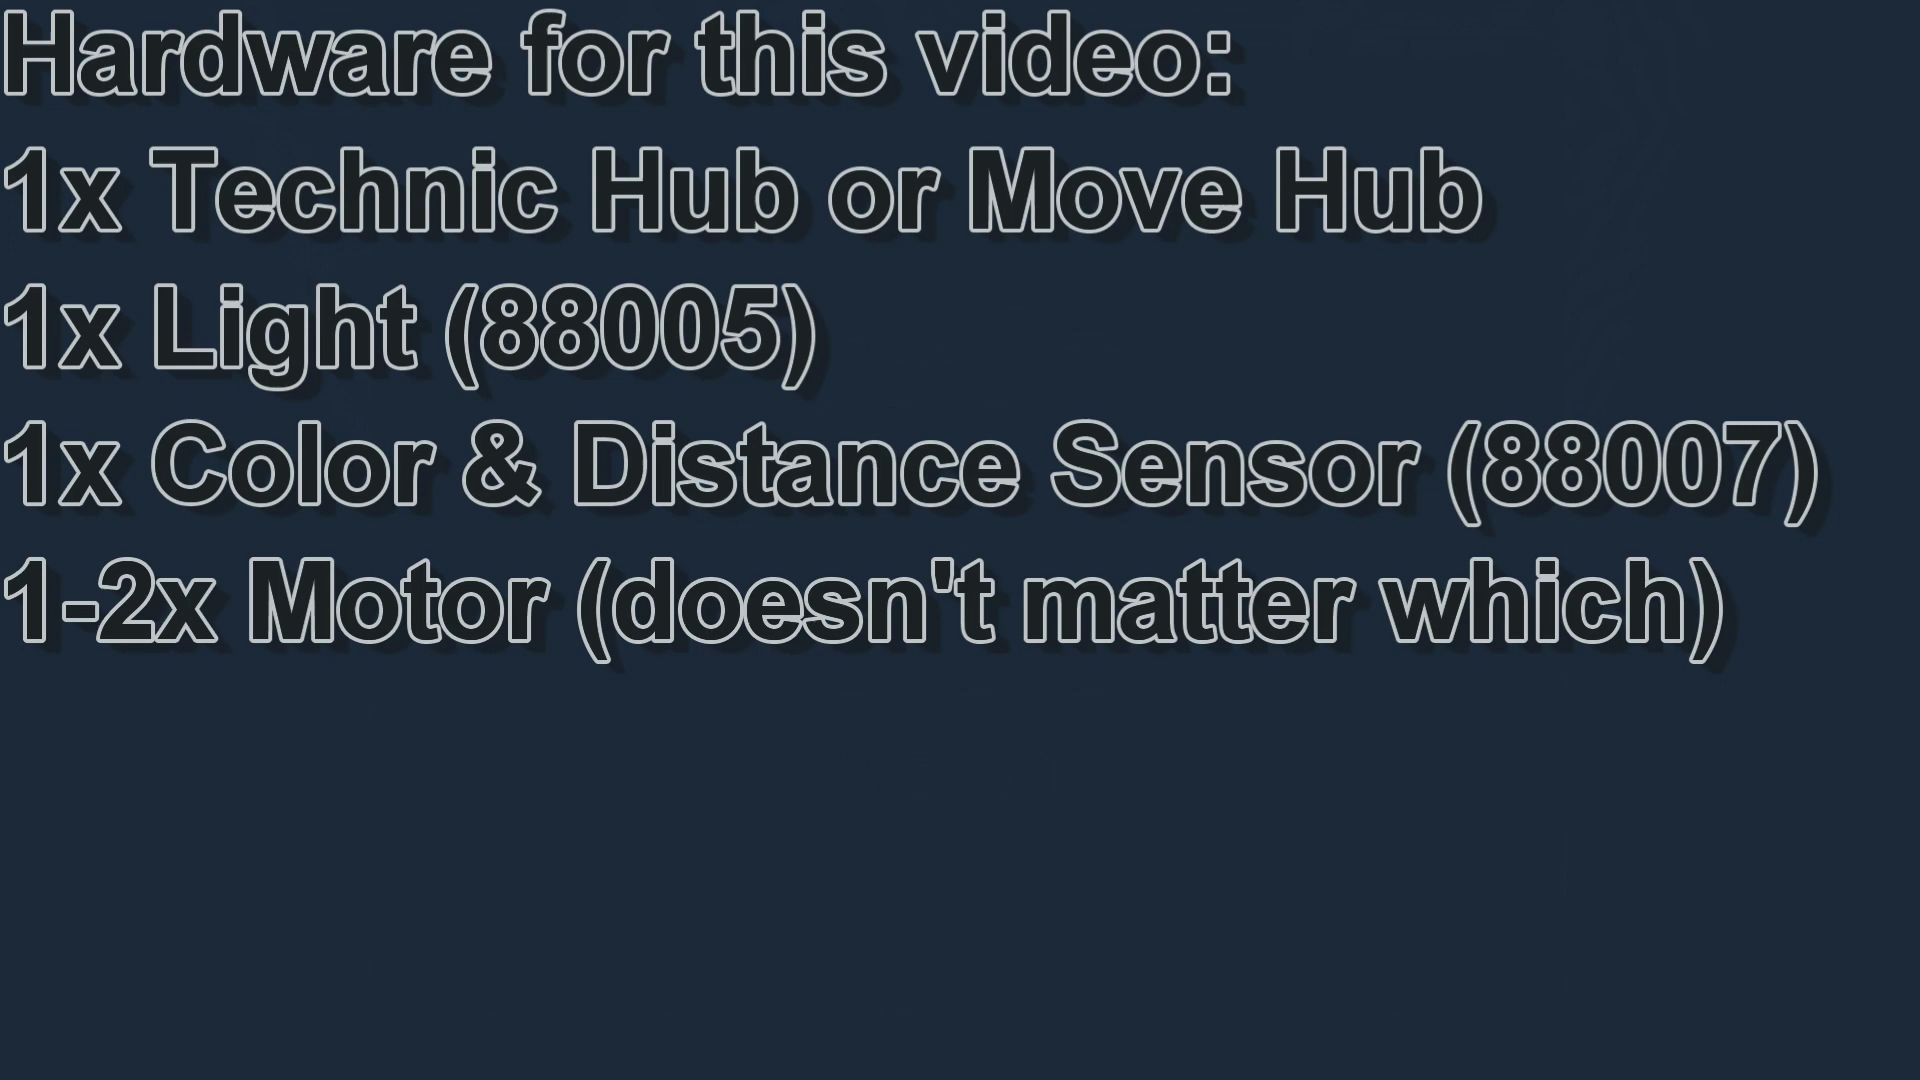 Hardware for this video:
1x Technic Hub or Move Hub
1x Light (88005)
1x Color & Distance Sensor (88007)
1-2x Motor (doesn't matter which)